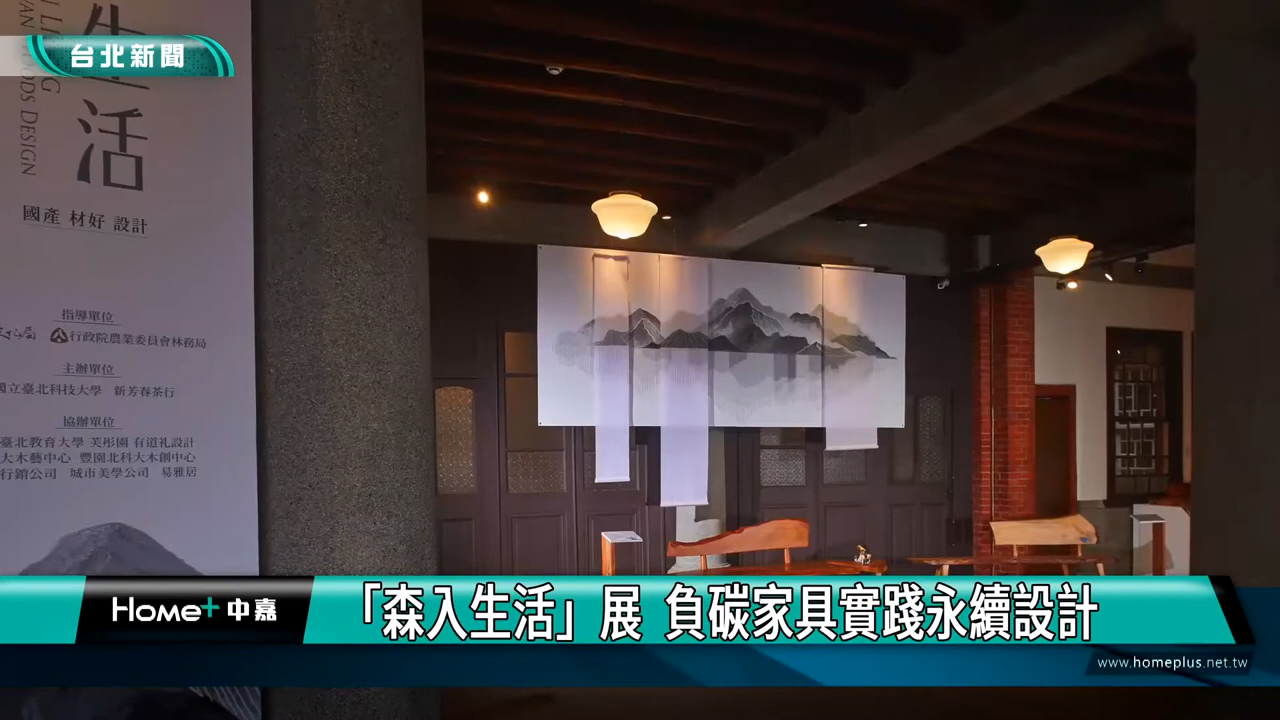 台北新聞
生活
WOODS DESIGN
國產 材好 設計
指導單位
行政院農業委員會林務局
主辦單位
國立臺北科技大學 新芳春茶行
協辦單位
臺北教育大學 芙彤園 有道礼設計
大木藝中心 豐園北科大木創中心
行銷公司 城市美學公司 易雅居
Home+中嘉
「森入生活」展 負碳家具實踐永續設計
www.homeplus.net.tw